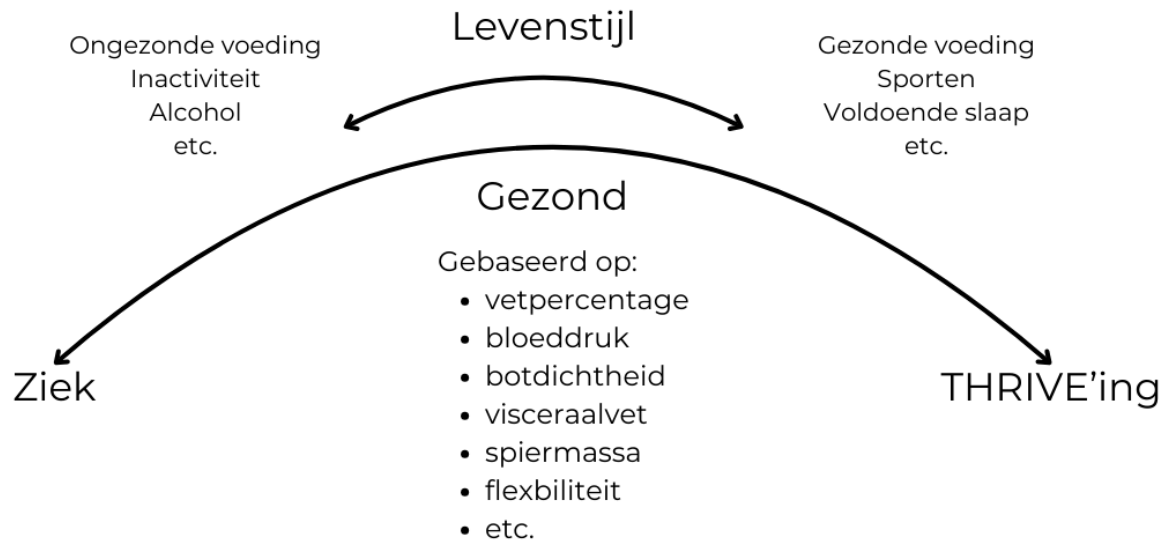 Levenstijl
Ongezonde voeding
Inactiviteit
Alcohol
etc.
Gezonde voeding
Sporten
Voldoende slaap
etc.
Gezond
Gebaseerd op:
• vetpercentage
• bloeddruk
• botdichtheid
• visceraalvet
• spiermassa
• flexbiliteit
• etc.
Ziek
THRIVE'ing